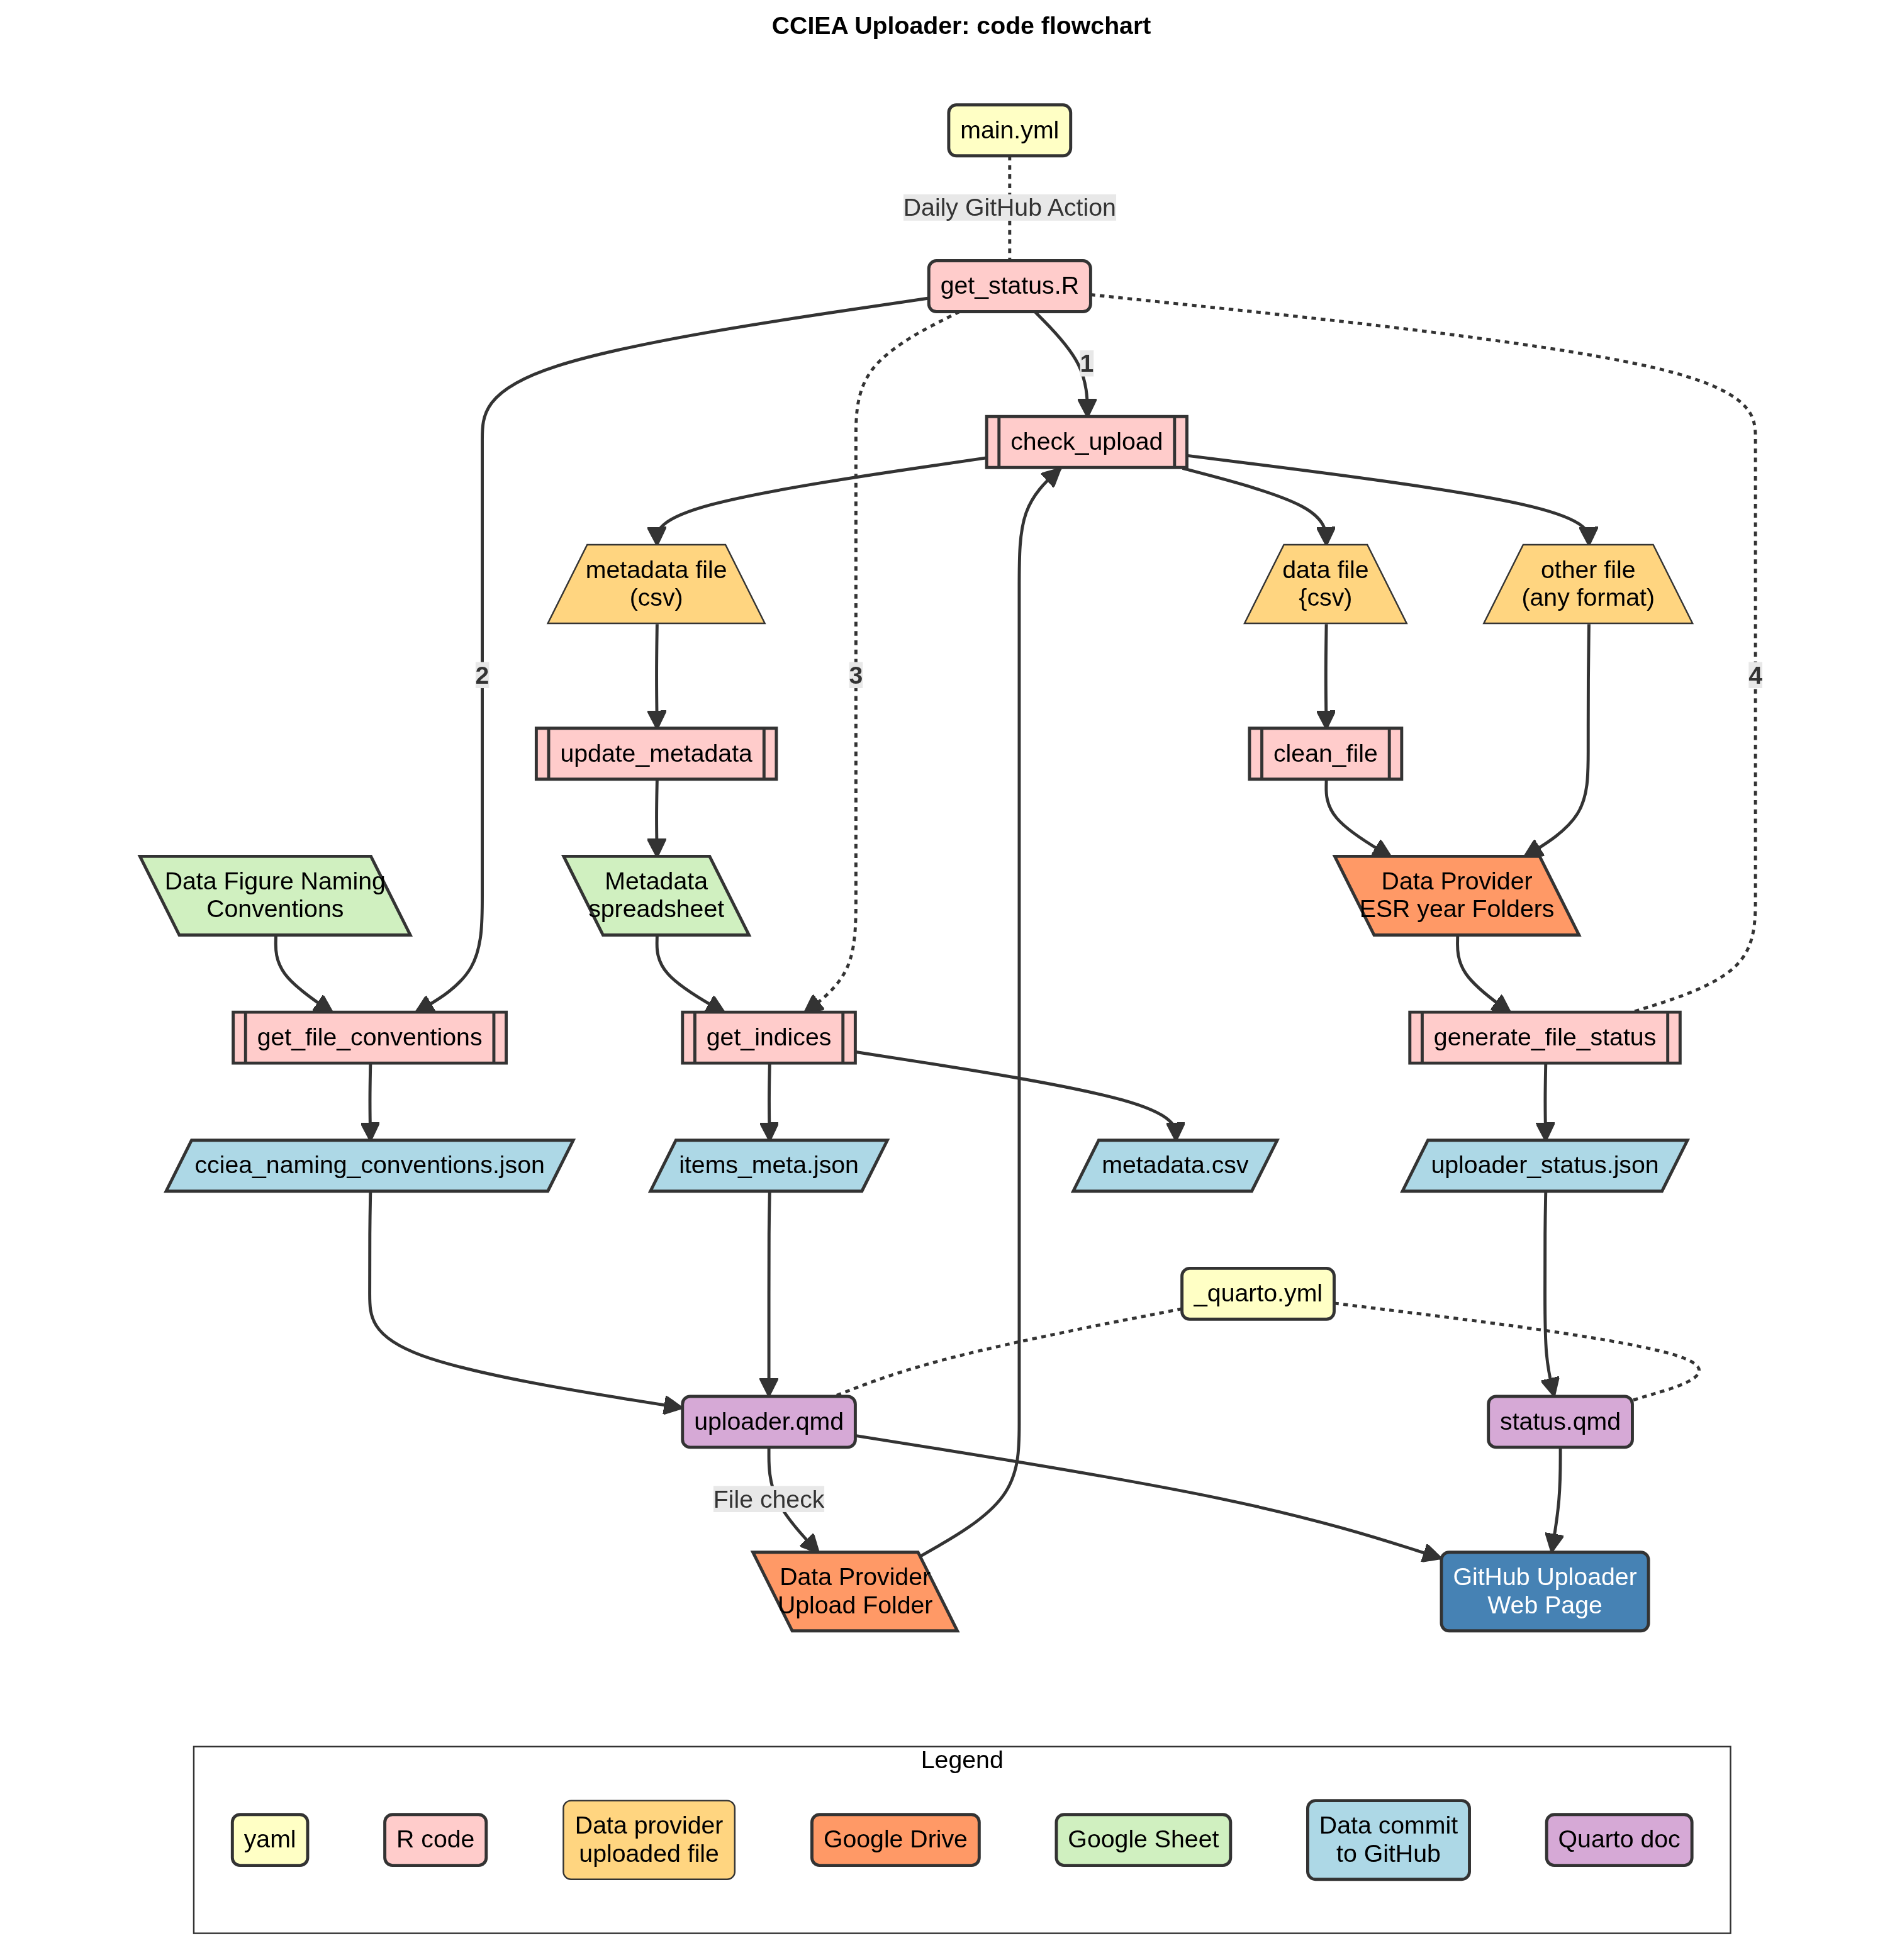 CCIEA Uploader: code flowchart
main.yml
Daily GitHub Action
get_status.R
1
check_upload
metadata file
(csv)
data file
{csv)
other file
(any format)
2
3
4
update_metadata
clean_file
Data Figure Naming
Conventions
Metadata
spreadsheet
Data Provider
ESR year Folders
get_file_conventions
get_indices
generate_file_status
cciea_naming_conventions.json
items_meta.json
metadata.csv
uploader_status.json
_quarto.yml
uploader.qmd
status.qmd
File check
Data Provider
Upload Folder
GitHub Uploader
Web Page
Legend
yaml
R code
Data provider
uploaded file
Google Drive
Google Sheet
Data commit
to GitHub
Quarto doc